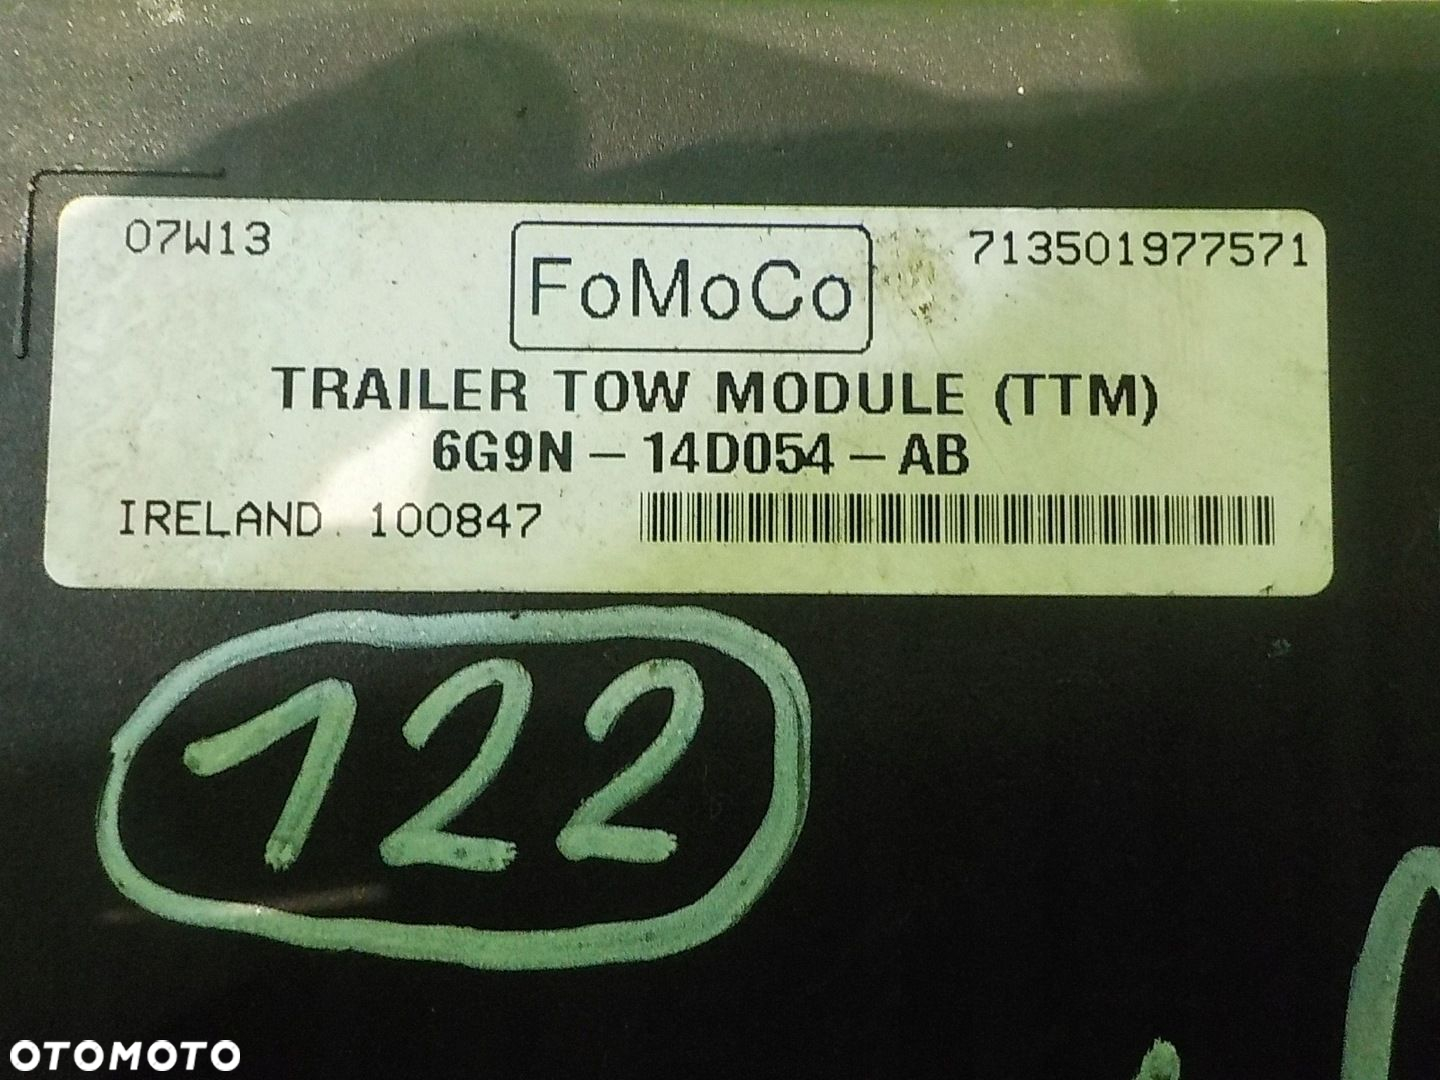 07W13 FoMoCo 713501977571
TRAILER TOW MODULE (TTM)
6G9N - 14D054 - AB
IRELAND 100847
122
OTOMOTO